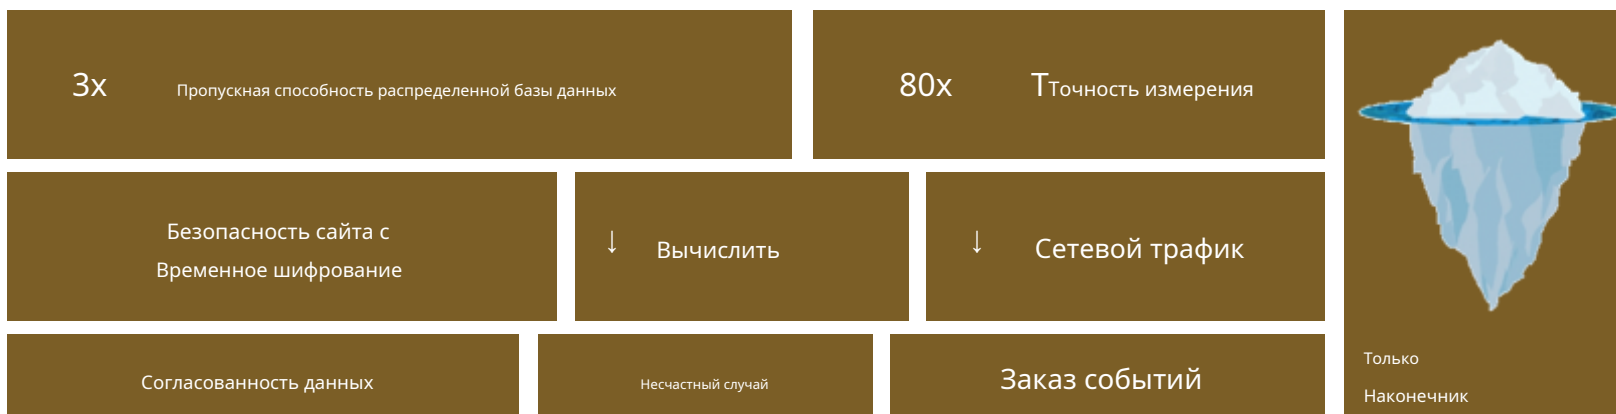 3x Пропускная способность распределенной базы данных
80x TТочность измерения
Безопасность сайта с
Временное шифрование
↓ Вычислить
↓ Сетевой трафик
Согласованность данных
Несчастный случай
Заказ событий
Только
Наконечник